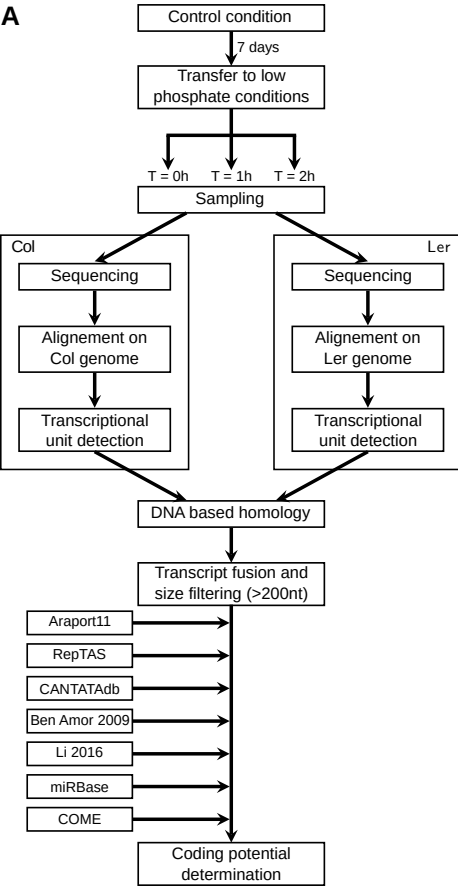 A
Control condition
7 days
Transfer to low
phosphate conditions
T = 0h T = 1h T = 2h
Sampling
Col
Sequencing
Alignement on
Col genome
Transcriptional
unit detection
Ler
Sequencing
Alignement on
Ler genome
Transcriptional
unit detection
DNA based homology
Transcript fusion and
size filtering (>200nt)
Araport11
RepTAS
CANTATAdb
Ben Amor 2009
Li 2016
miRBase
COME
Coding potential
determination